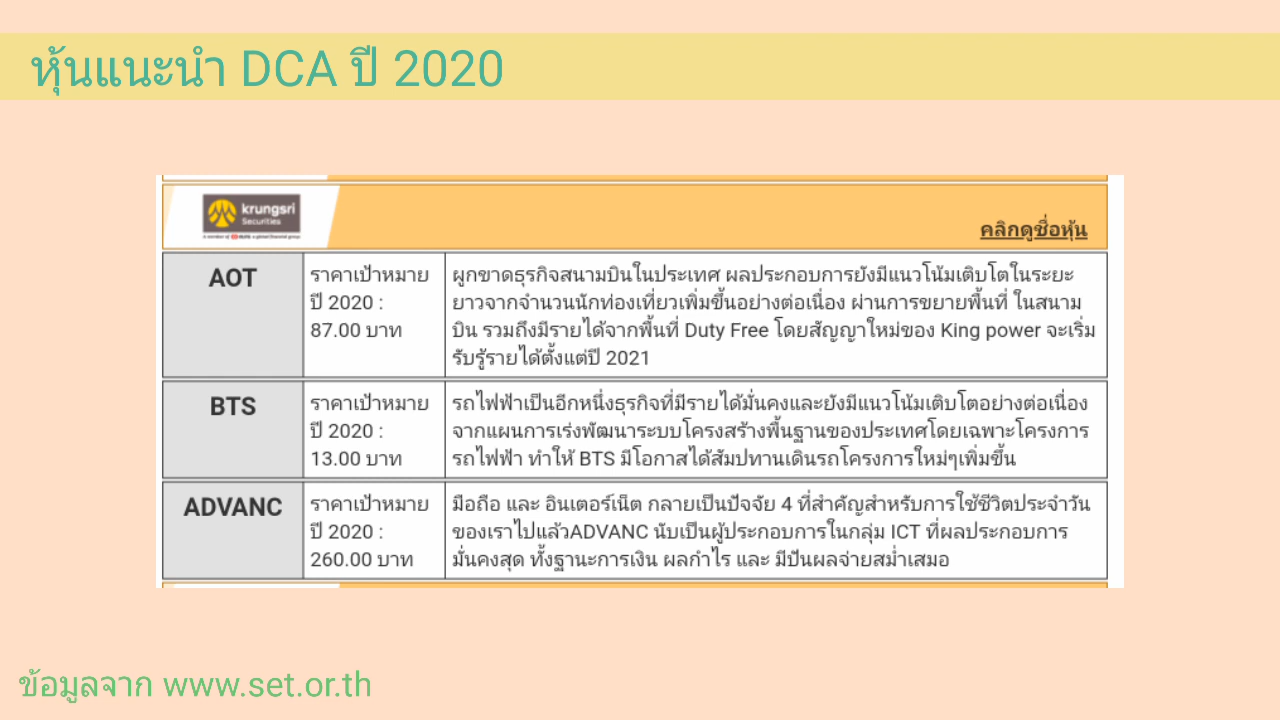 หุ้นแนะนำ DCA ปี 2020
krungsri
Securities
คลิกดูชื่อหุ้น
AOT
ราคาเป้าหมาย
ปี 2020 :
87.00 บาท
ผูกขาดธุรกิจสนามบินในประเทศ ผลประกอบการยังมีแนวโน้มเติบโตในระยะ
ยาวจากจำนวนนักท่องเที่ยวเพิ่มขึ้นอย่างต่อเนื่อง ผ่านการขยายพื้นที่ ในสนาม
บิน รวมถึงมีรายได้จากพื้นที่ Duty Free โดยสัญญาใหม่ของ King power จะเริ่ม
รับรู้รายได้ตั้งแต่ปี 2021
BTS
ราคาเป้าหมาย
ปี 2020 :
13.00 บาท
รถไฟฟ้าเป็นอีกหนึ่งธุรกิจที่มีรายได้มั่นคงและยังมีแนวโน้มเติบโตอย่างต่อเนื่อง
จากแผนการเร่งพัฒนาระบบโครงสร้างพื้นฐานของประเทศโดยเฉพาะโครงการ
รถไฟฟ้า ทำให้ BTS มีโอกาสได้สัมปทานเดินรถโครงการใหม่ๆเพิ่มขึ้น
ADVANC
ราคาเป้าหมาย
ปี 2020 :
260.00 บาท
มือถือ และ อินเตอร์เน็ต กลายเป็นปัจจัย 4 ที่สำคัญสำหรับการใช้ชีวิตประจำวัน
ของเราไปแล้วADVANC นับเป็นผู้ประกอบการในกลุ่ม ICT ที่ผลประกอบการ
มั่นคงสุด ทั้งฐานะการเงิน ผลกำไร และ มีปันผลจ่ายสม่ำเสมอ
ข้อมูลจาก www.set.or.th